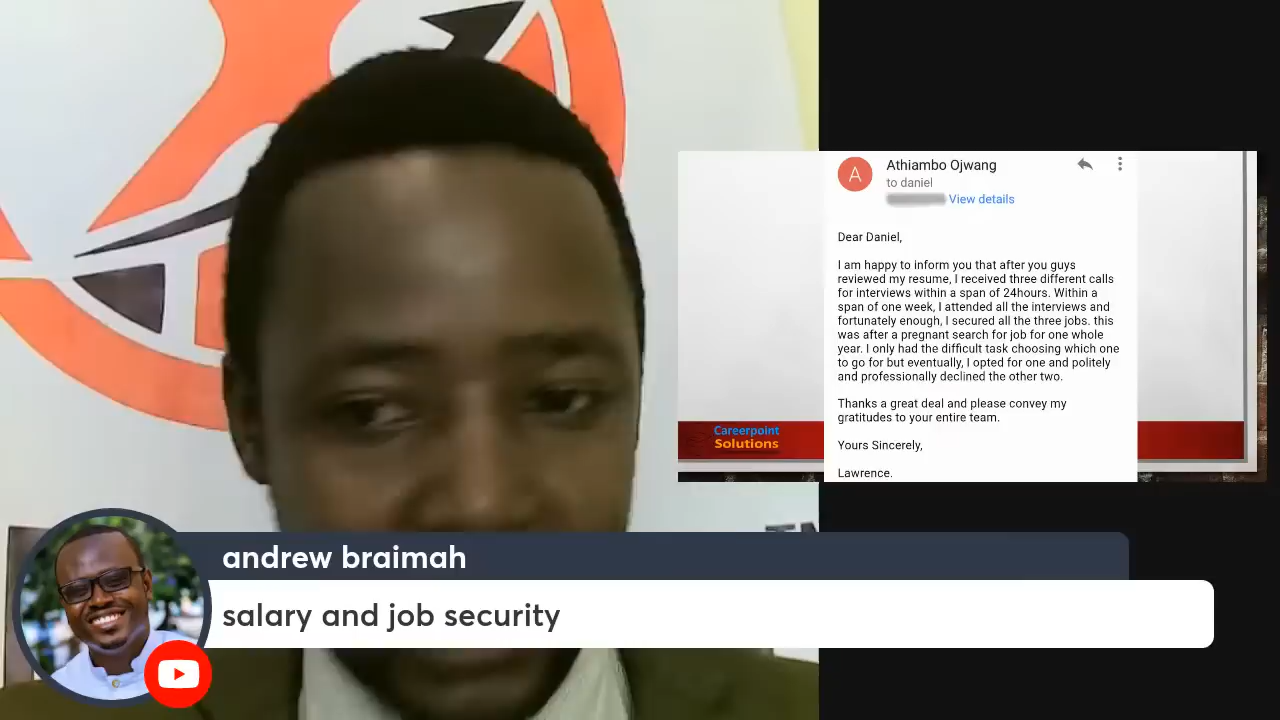 A
Athiambo Ojwang
to daniel
View details
Dear Daniel,
I am happy to inform you that after you guys
reviewed my resume, I received three different calls
for interviews within a span of 24hours. Within a
span of one week, I attended all the interviews and
fortunately enough, I secured all the three jobs. this
was after a pregnant search for job for one whole
year. I only had the difficult task choosing which one
to go for but eventually, I opted for one and politely
and professionally declined the other two.
Thanks a great deal and please convey my
gratitudes to your entire team.
Yours Sincerely,
Lawrence.
Careerpoint
Solutions
andrew braimah
salary and job security